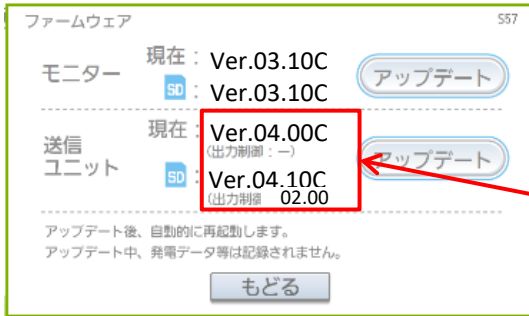 ファームウェア S57
モニター 現在： Ver.03.10C アップデート
SD： Ver.03.10C
送信ユニット 現在： Ver.04.00C アップデート
(出力制御：ー)
SD： Ver.04.10C
(出力制御 02.00
アップデート後、自動的に再起動します。
アップデート中、発電データ等は記録されません。
もどる